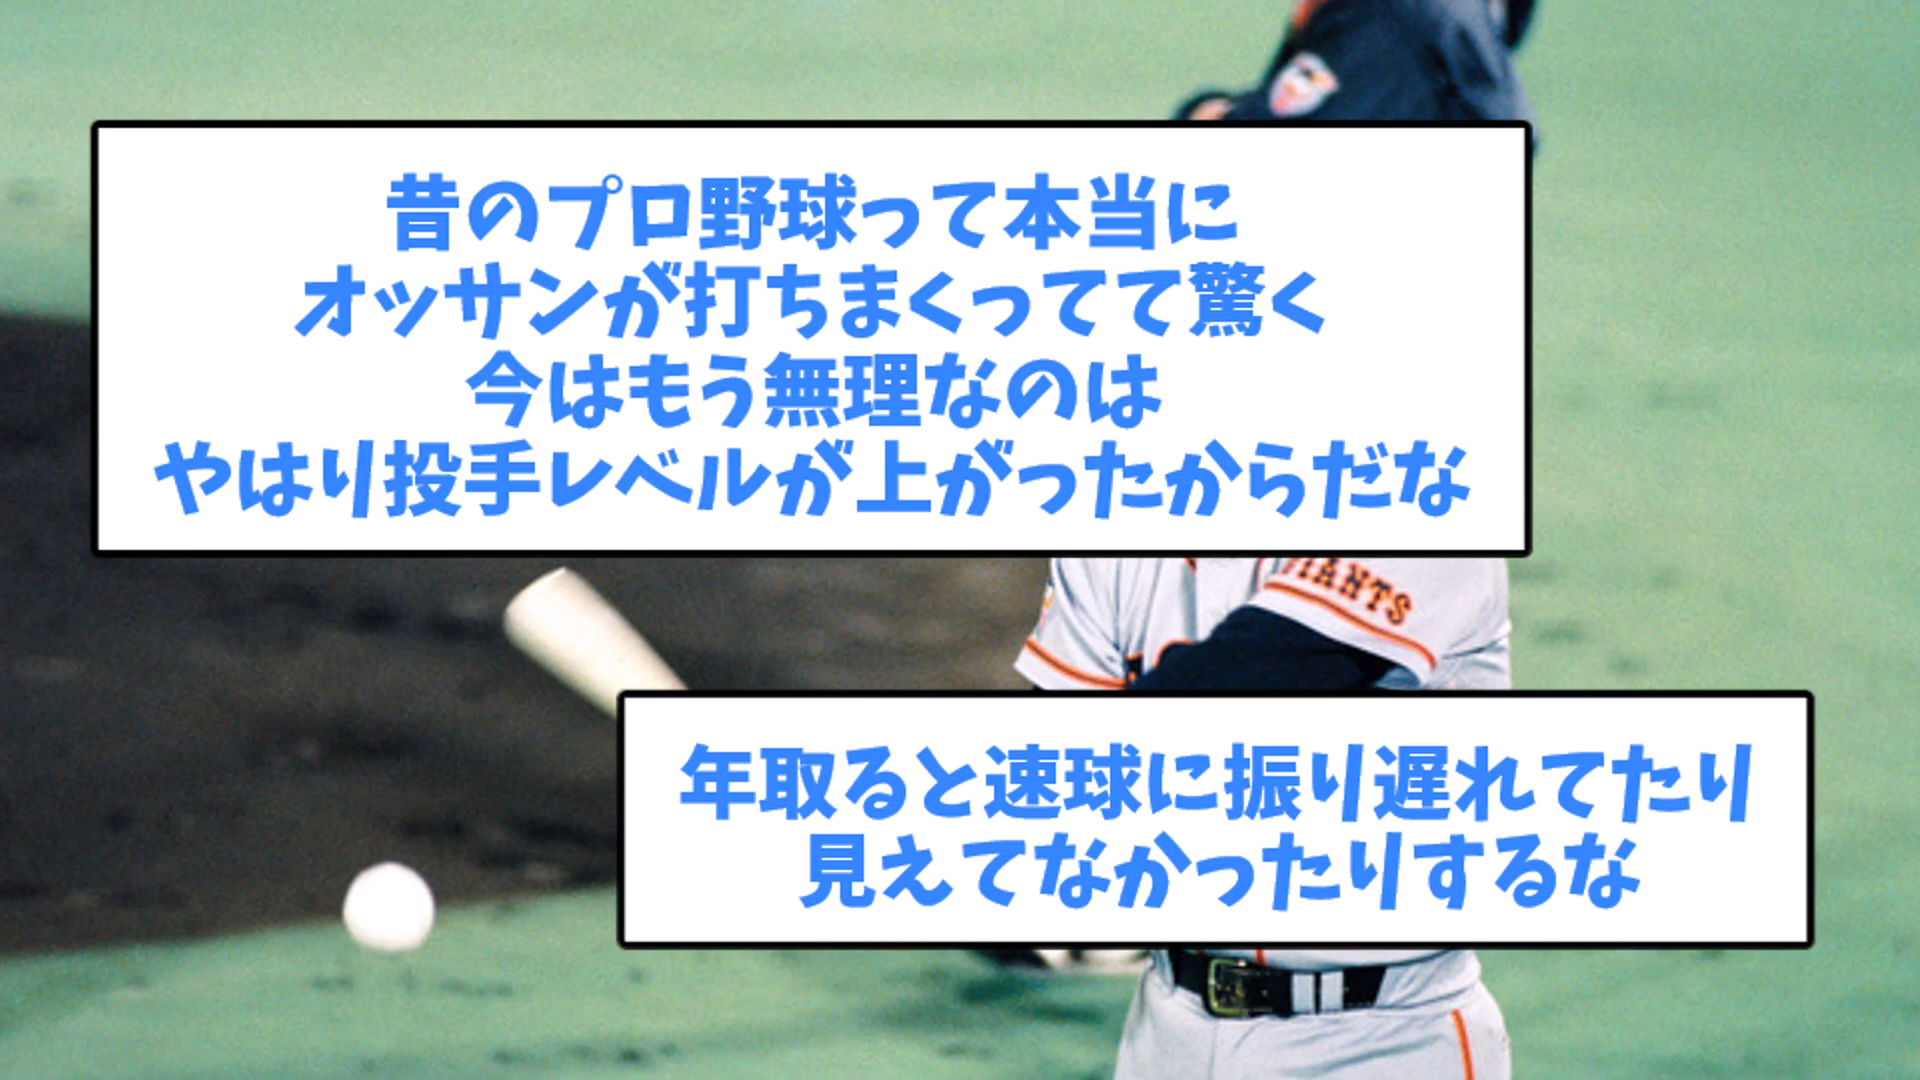 昔のプロ野球って本当に
オッサンが打ちまくってて驚く
今はもう無理なのは
やはり投手レベルが上がったからだな
GIANTS
年取ると速球に振り遅れてたり
見えてなかったりするな